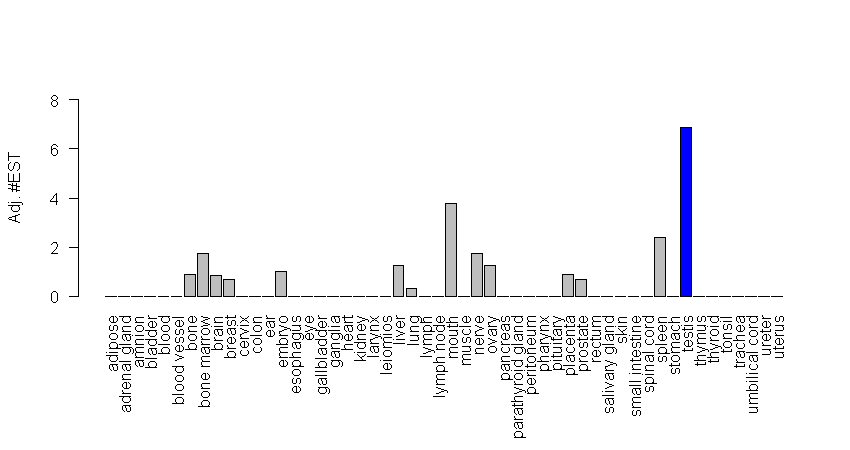 8
6
4
2
0
Adj. #EST
adipose
adrenal gland
amnion
bladder
blood
blood vessel
bone
bone marrow
brain
breast
cervix
colon
ear
embryo
esophagus
eye
gallbladder
ganglia
heart
kidney
larynx
leiomios
liver
lung
lymph
lymph node
mouth
muscle
nerve
ovary
pancreas
parathyroid gland
peritoneum
pharynx
pituitary
placenta
prostate
rectum
salivary gland
skin
small intestine
spinal cord
spleen
stomach
testis
thymus
thyroid
tonsil
trachea
umbilical cord
ureter
uterus